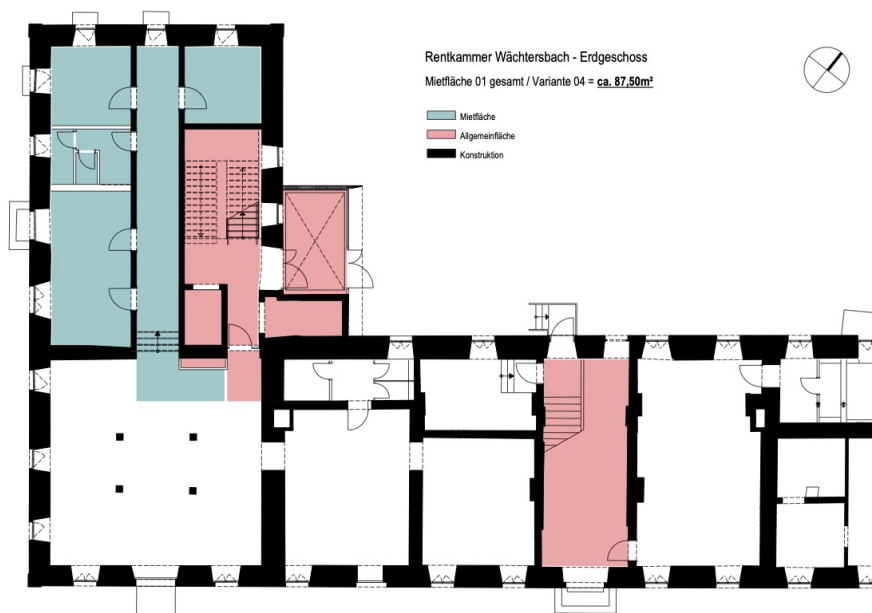 Rentkammer Wächtersbach - Erdgeschoss
Mietfläche 01 gesamt / Variante 04 = ca. 87,50m²
Mietfläche
Allgemeinfläche
Konstruktion